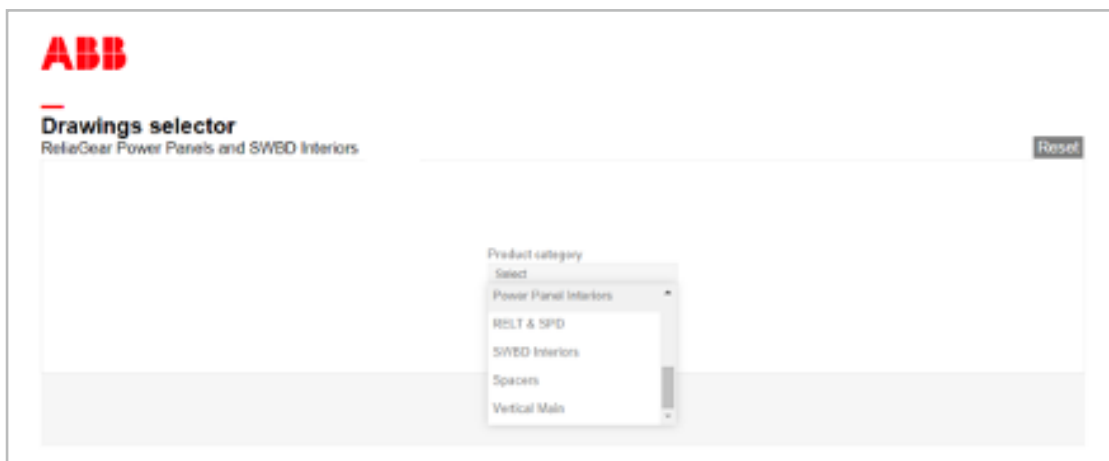 ABB
Drawings selector
ReliaGear Power Panels and SWBD Interiors
Reset
Product category
Select
Power Panel Interiors
RELT & SPD
SWBD Interiors
Spacers
Vertical Main